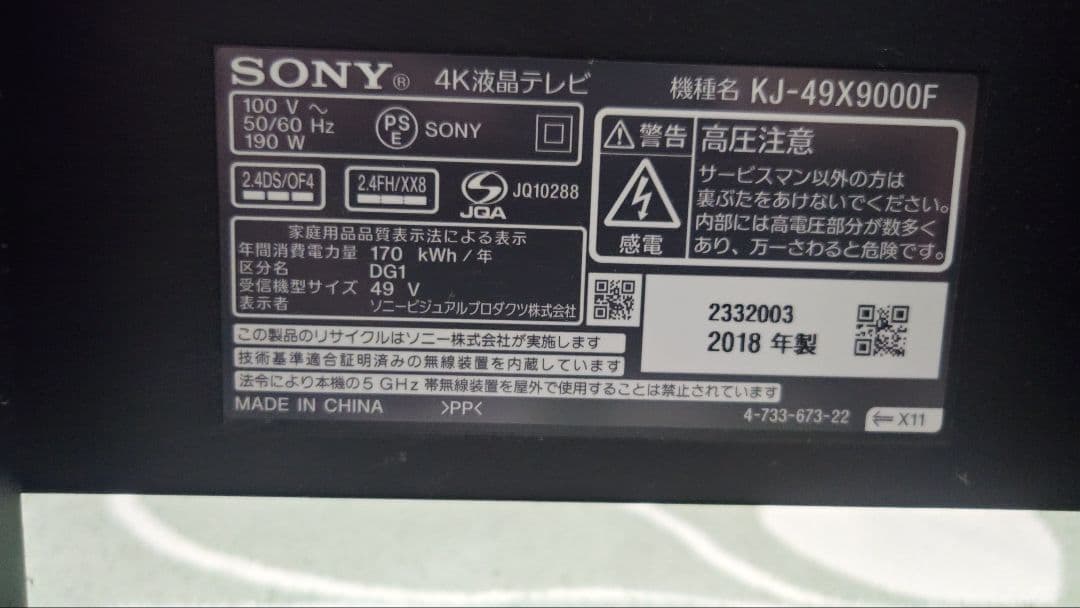 SONY® 4K液晶テレビ 機種名 KJ-49X9000F
100 V ～
50/60 Hz
190 W
PS
E
SONY
2.4DS/OF4
2.4FH/XX8
JQA
JQ10288
家庭用品品質表示法による表示
年間消費電力量 170 kWh/年
区分名 DG1
受信機型サイズ 49 V
表示者 ソニービジュアルプロダクツ株式会社
警告
感電
高圧注意
サービスマン以外の方は
裏ぶたをあけないでください。
内部には高電圧部分が数多く
あり、万一さわると危険です。
2332003
2018 年製
この製品のリサイクルはソニー株式会社が実施します
技術基準適合証明済みの無線装置を内蔵しています
法令により本機の5 GHz 帯無線装置を屋外で使用することは禁止されています
MADE IN CHINA >PP<
4-733-673-22
⇐ X11